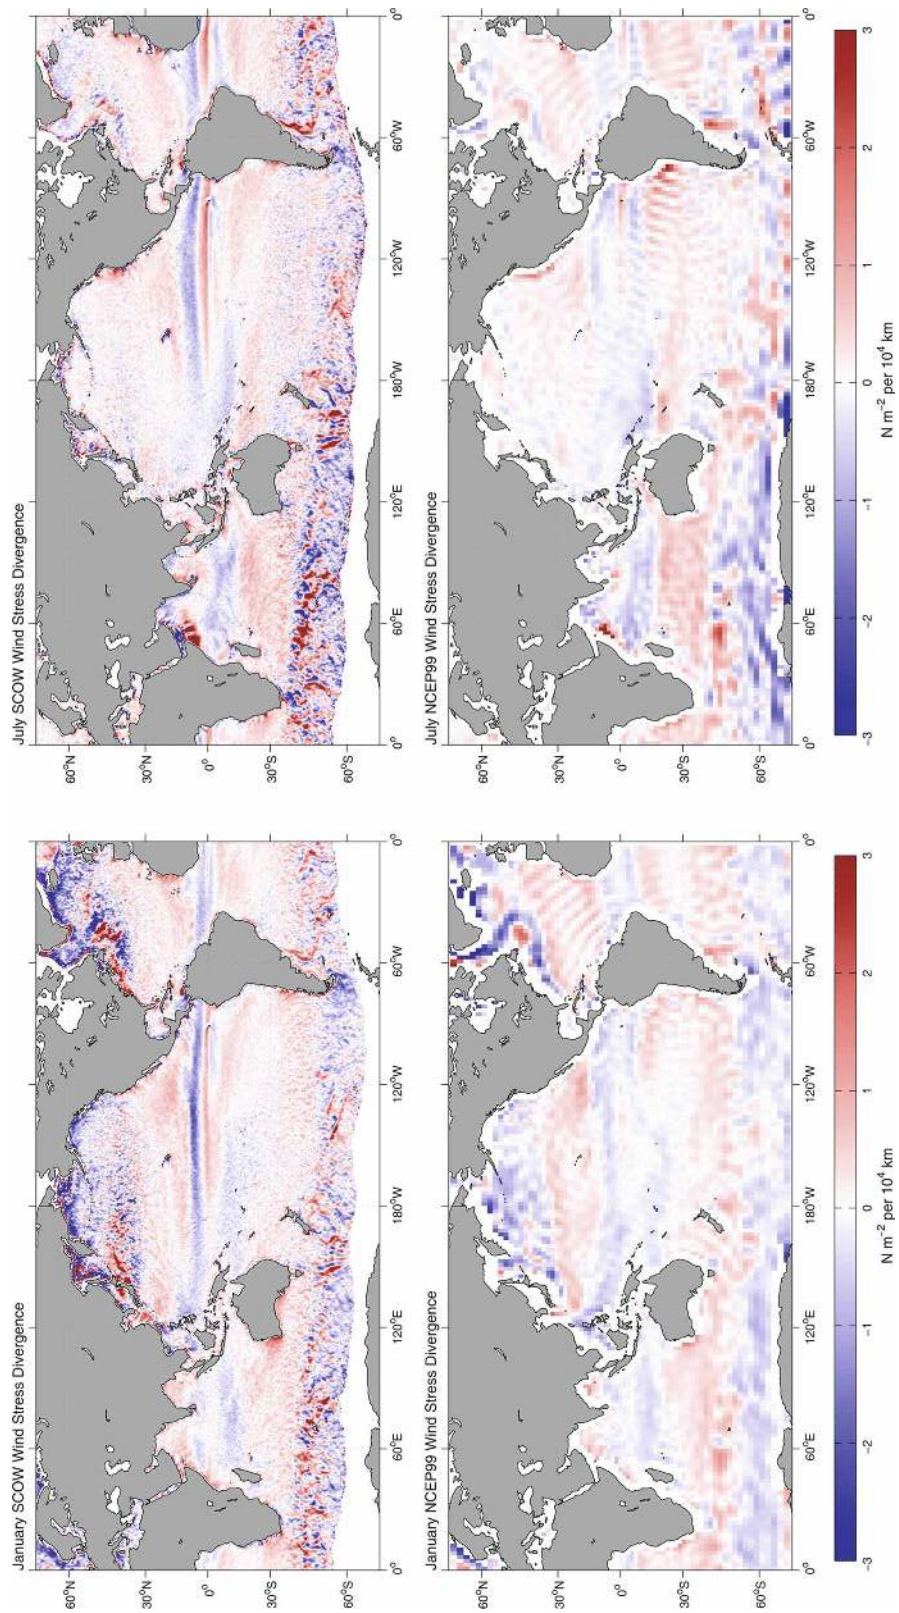 January SCOW Wind Stress Divergence
60°N
30°N
0°
30°S
60°S
0° 60°E 120°E 180°W 120°W 60°W 0°
July SCOW Wind Stress Divergence
60°N
30°N
0°
30°S
60°S
0° 60°E 120°E 180°W 120°W 60°W 0°
January NCEP99 Wind Stress Divergence
60°N
30°N
0°
30°S
60°S
0° 60°E 120°E 180°W 120°W 60°W 0°
−3 −2 −1 0 1 2 3
N m⁻² per 10⁴ km
July NCEP99 Wind Stress Divergence
60°N
30°N
0°
30°S
60°S
0° 60°E 120°E 180°W 120°W 60°W 0°
−3 −2 −1 0 1 2 3
N m⁻² per 10⁴ km